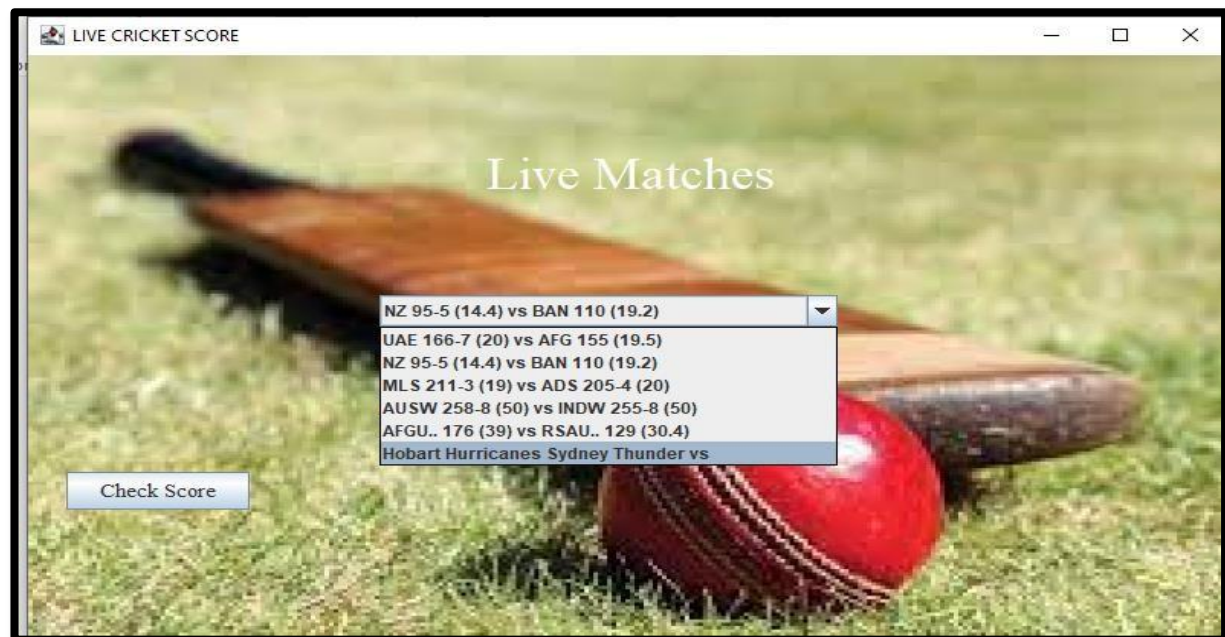 LIVE CRICKET SCORE
Live Matches
NZ 95-5 (14.4) vs BAN 110 (19.2)
UAE 166-7 (20) vs AFG 155 (19.5)
NZ 95-5 (14.4) vs BAN 110 (19.2)
MLS 211-3 (19) vs ADS 205-4 (20)
AUSW 258-8 (50) vs INDW 255-8 (50)
AFGU.. 176 (39) vs RSAU.. 129 (30.4)
Hobart Hurricanes Sydney Thunder vs
Check Score